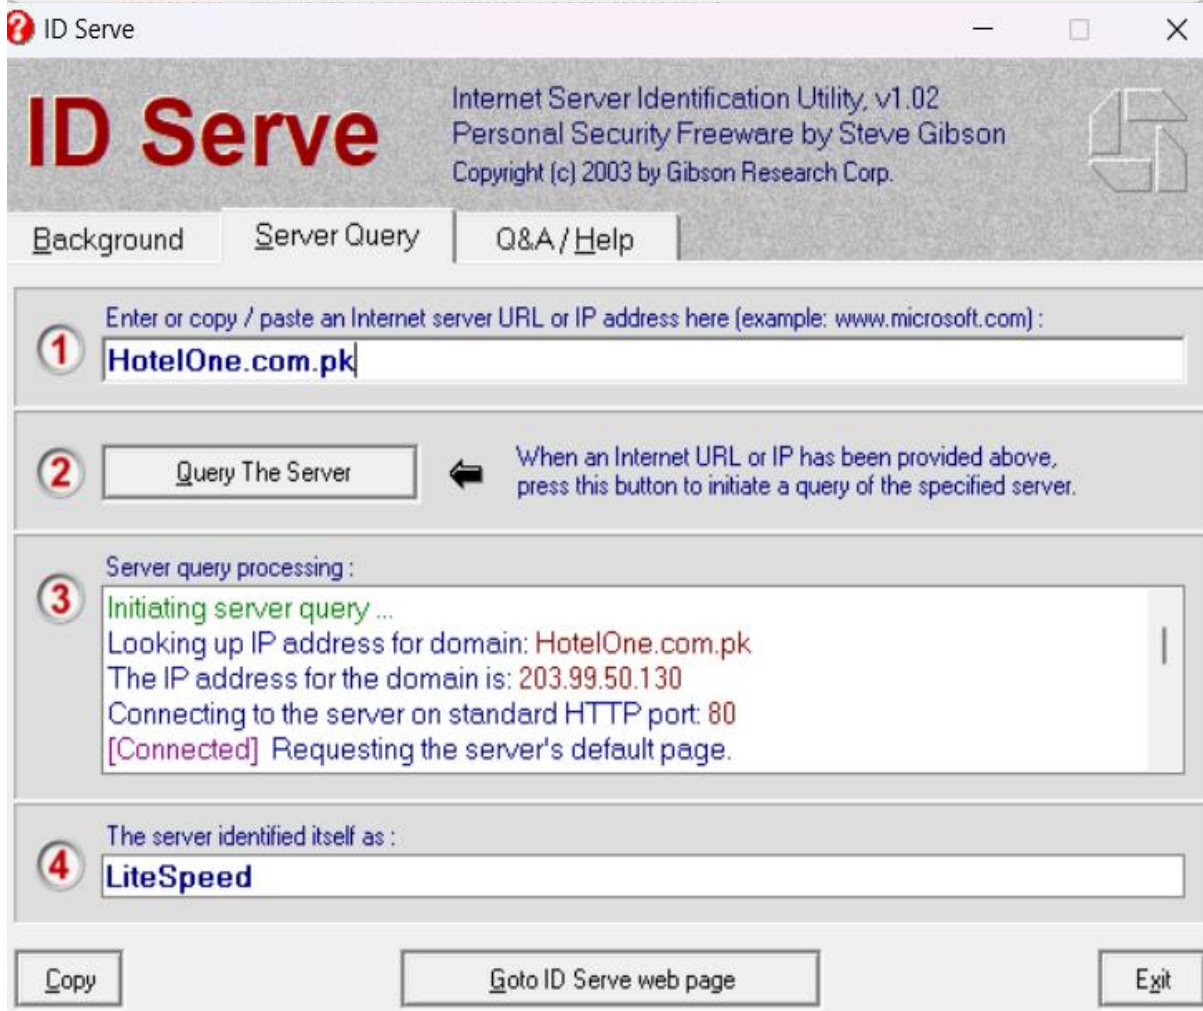 ID Serve
ID Serve
Internet Server Identification Utility, v1.02
Personal Security Freeware by Steve Gibson
Copyright (c) 2003 by Gibson Research Corp.
Background
Server Query
Q&A / Help
1
Enter or copy / paste an Internet server URL or IP address here (example: www.microsoft.com) :
HotelOne.com.pk
2
Query The Server
When an Internet URL or IP has been provided above,
press this button to initiate a query of the specified server.
3
Server query processing :
Initiating server query ...
Looking up IP address for domain: HotelOne.com.pk
The IP address for the domain is: 203.99.50.130
Connecting to the server on standard HTTP port: 80
[Connected] Requesting the server's default page.
4
The server identified itself as :
LiteSpeed
Copy
Goto ID Serve web page
Exit